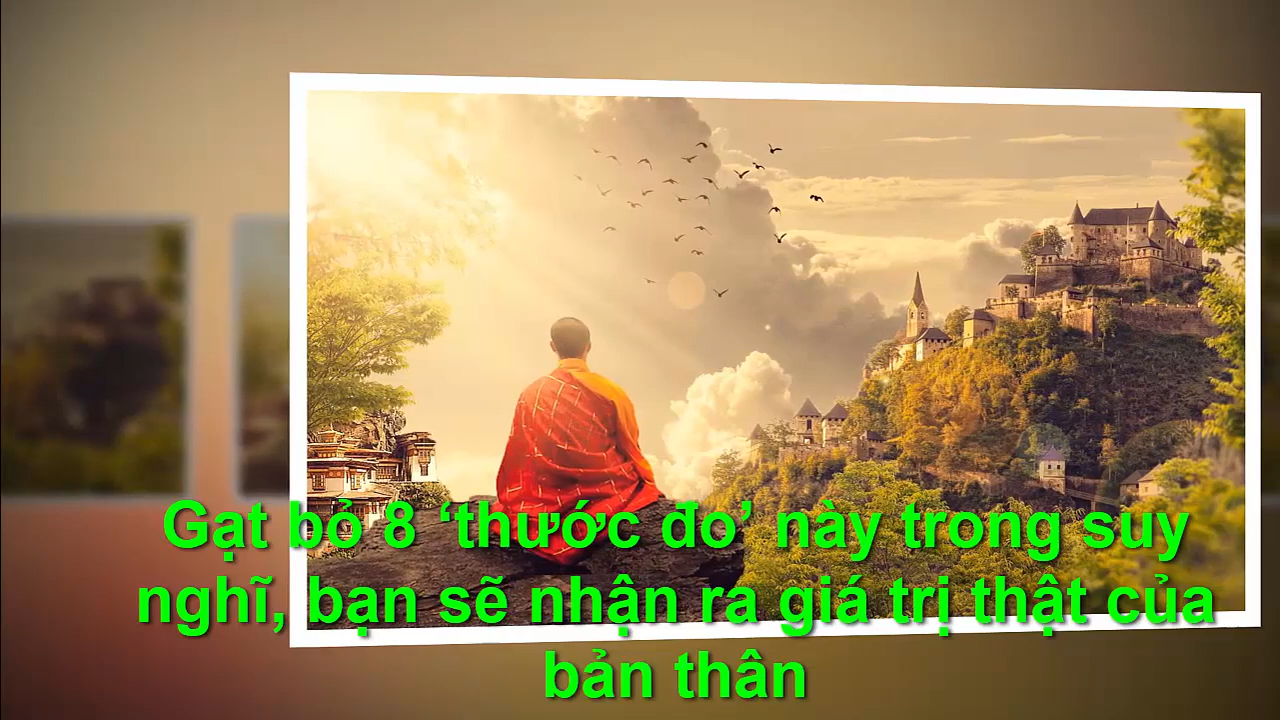 Gạt bỏ 8 ‘thước đo’ này trong suy
nghĩ, bạn sẽ nhận ra giá trị thật của
bản thân